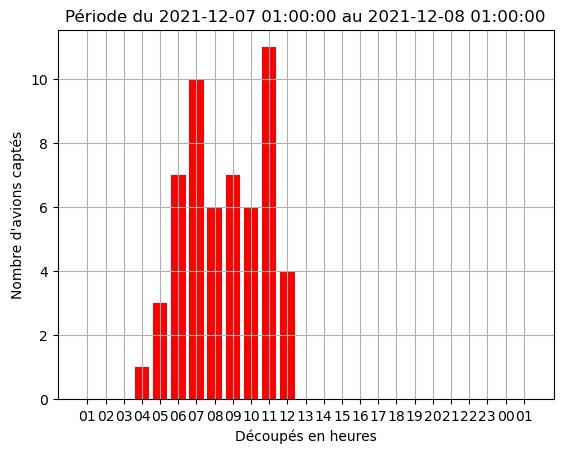 Période du 2021-12-07 01:00:00 au 2021-12-08 01:00:00
Nombre d'avions captés
10
8
6
4
2
0
01 02 03 04 05 06 07 08 09 10 11 12 13 14 15 16 17 18 19 20 21 22 23 00 01
Découpés en heures